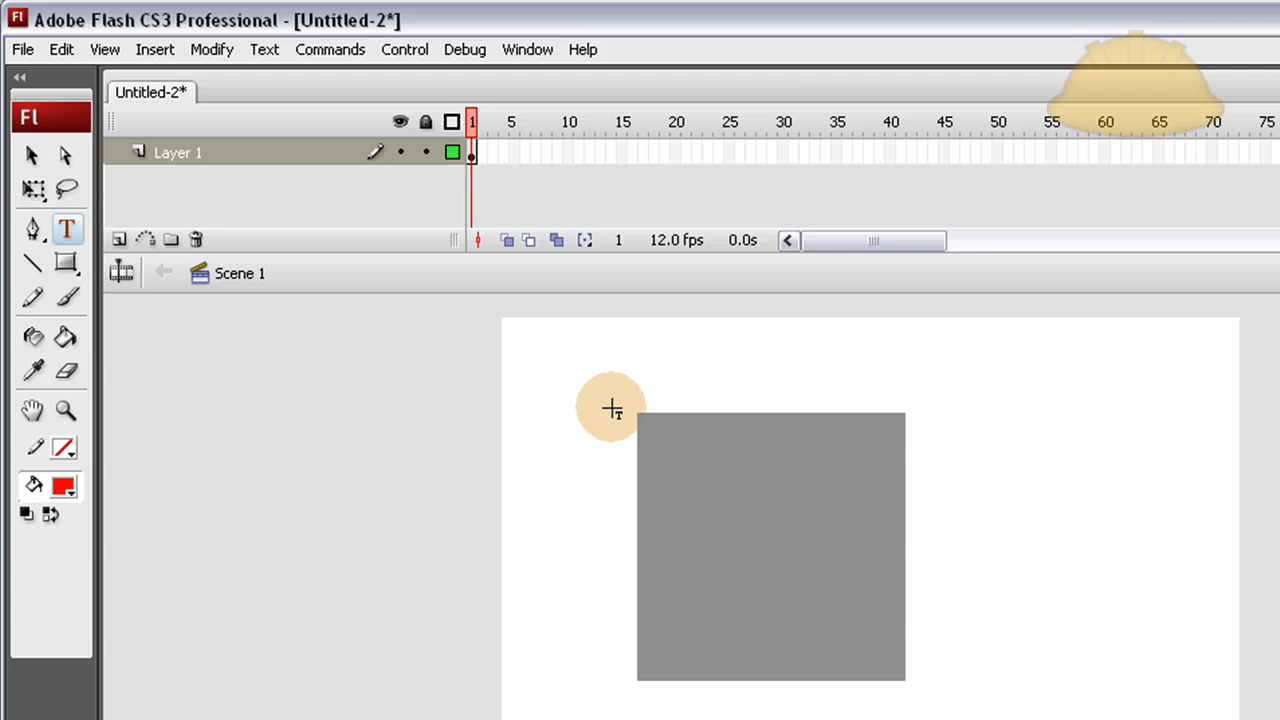 Fl Adobe Flash CS3 Professional - [Untitled-2*]
File Edit View Insert Modify Text Commands Control Debug Window Help
Untitled-2*
Fl
1 5 10 15 20 25 30 35 40 45 50 55 60 65 70 75
Layer 1
T
1 12.0 fps 0.0s
Scene 1
T